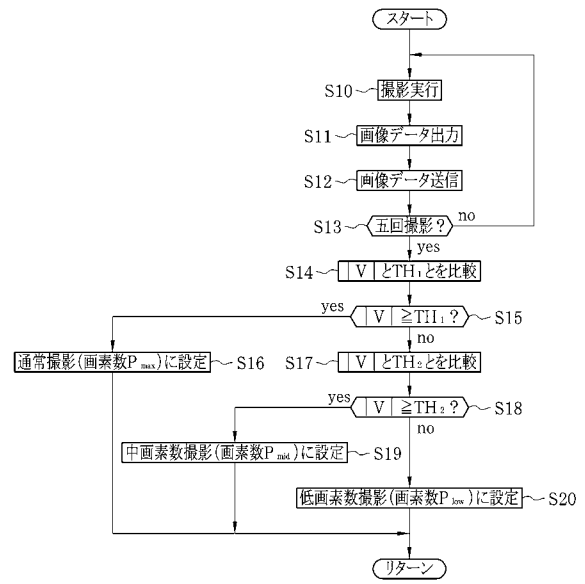 スタート
S10 撮影実行
S11 画像データ出力
S12 画像データ送信
S13 五回撮影？ no
yes
S14 |V|とTH₁とを比較
yes |V|≧TH₁？ S15
no
通常撮影(画素数Pmax)に設定 S16
S17 |V|とTH₂とを比較
yes |V|≧TH₂？ S18
no
中画素数撮影(画素数Pmid)に設定 S19
低画素数撮影(画素数Plow)に設定 S20
リターン